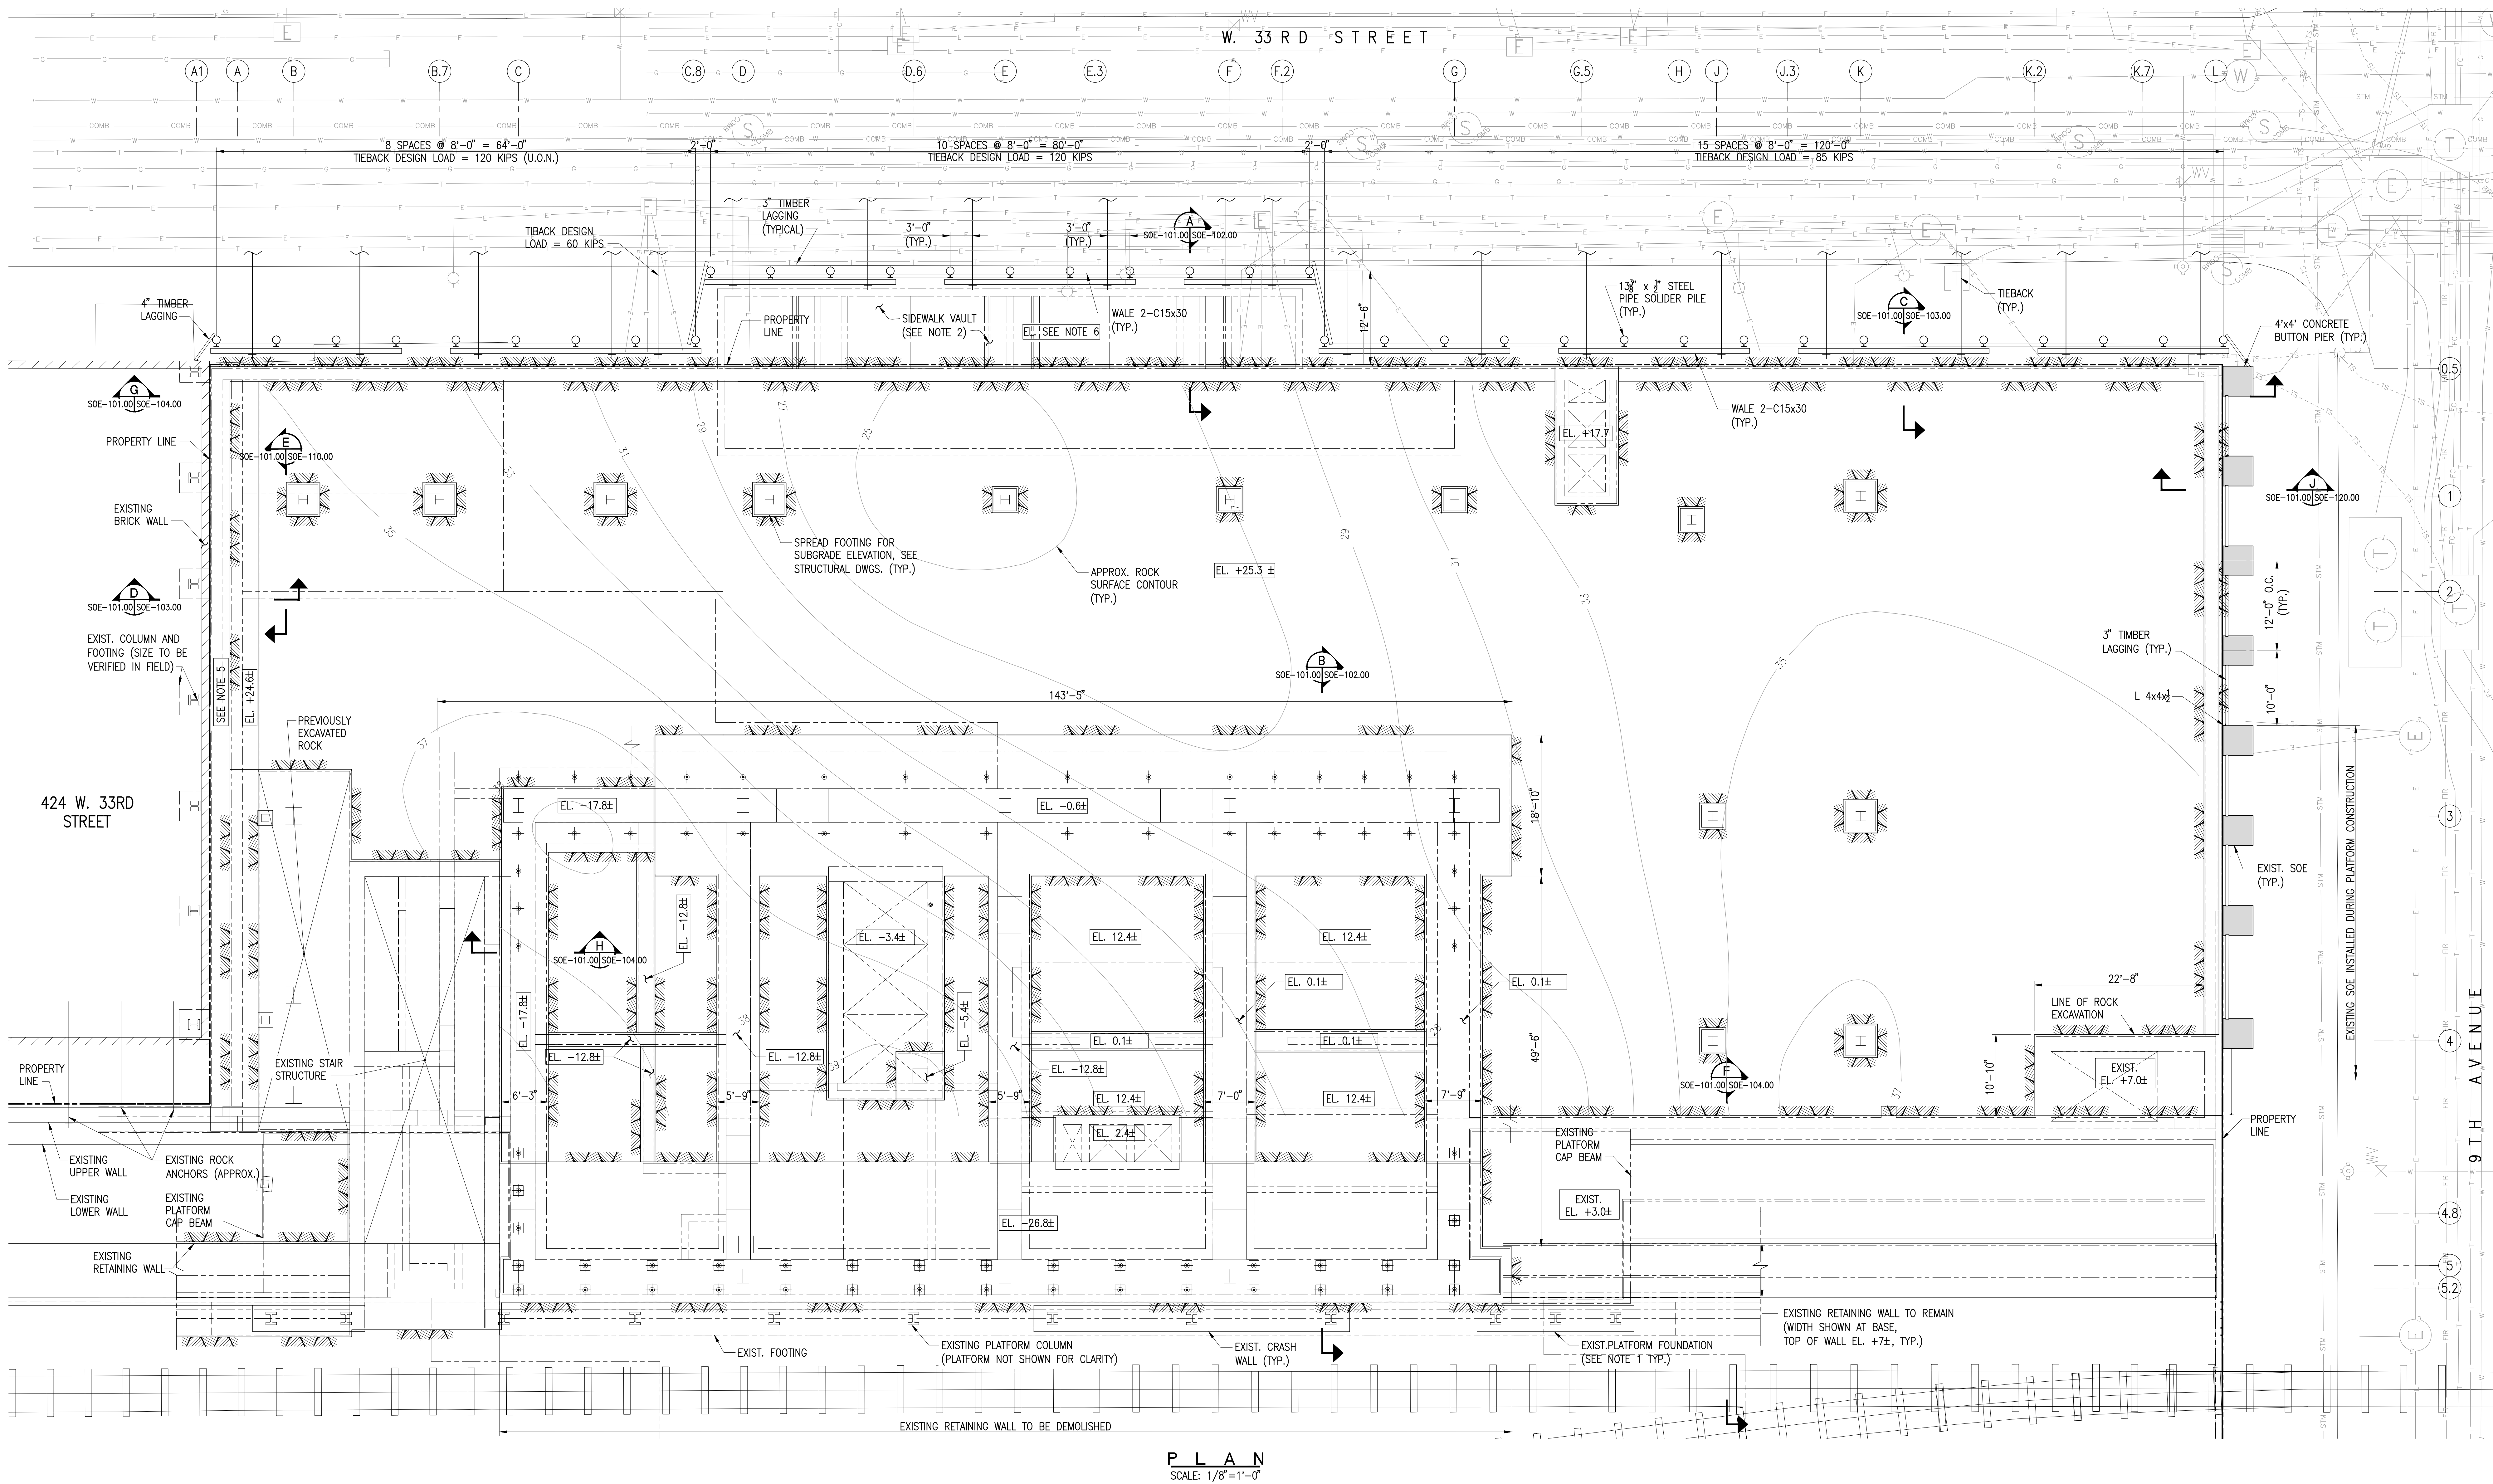 W. 33RD STREET
A1 A B B.7 C C.8 D D.6 E E.3 F F.2 G G.5 H J J.3 K K.2 K.7 L
8 SPACES @ 8'-0" = 64'-0"
TIEBACK DESIGN LOAD = 120 KIPS (U.O.N.)
2'-0"
10 SPACES @ 8'-0" = 80'-0"
TIEBACK DESIGN LOAD = 120 KIPS
2'-0"
15 SPACES @ 8'-0" = 120'-0"
TIEBACK DESIGN LOAD = 85 KIPS
TIBACK DESIGN
LOAD = 60 KIPS
3" TIMBER
LAGGING
(TYPICAL)
3'-0"
(TYP.)
3'-0"
(TYP.)
A
SOE-101.00 SOE-102.00
4" TIMBER
LAGGING
PROPERTY
LINE
SIDEWALK VAULT
(SEE NOTE 2)
EL. SEE NOTE 6
WALE 2-C15x30
(TYP.)
12'-6"
STEEL
PIPE SOLIDER PILE
(TYP.)
C
SOE-101.00 SOE-103.00
TIEBACK
(TYP.)
4'x4' CONCRETE
BUTTON PIER (TYP.)
0.5
G
SOE-101.00 SOE-104.00
PROPERTY LINE
E
SOE-101.00 SOE-110.00
EXISTING
BRICK WALL
D
SOE-101.00 SOE-103.00
EXIST. COLUMN AND
FOOTING (SIZE TO BE
VERIFIED IN FIELD)
SEE NOTE 5
EL. +24.6±
EL. +17.7
WALE 2-C15x30
(TYP.)
J
SOE-101.00 SOE-120.00
1
SPREAD FOOTING FOR
SUBGRADE ELEVATION, SEE
STRUCTURAL DWGS. (TYP.)
APPROX. ROCK
SURFACE CONTOUR
(TYP.)
EL. +25.3 ±
35 33 31 29 27 25 29 31 33 35
2
12'-0" O.C.
(TYP.)
10'-0"
3" TIMBER
LAGGING (TYP.)
L 4x4x½
B
SOE-101.00 SOE-102.00
143'-5"
PREVIOUSLY
EXCAVATED
ROCK
37
424 W. 33RD
STREET
EL. -17.8±
EL. -0.6±
18'-10"
3
EXIST. SOE
(TYP.)
EXISTING SOE INSTALLED DURING PLATFORM CONSTRUCTION
9TH AVENUE
H
SOE-101.00 SOE-104.00
EL. -12.8±
EL. -3.4±
EL. 12.4±
EL. 12.4±
EL. 0.1±
EL. 0.1±
EL. -17.8±
EL. -5.4±
EL. -12.8±
38
EL. -12.8±
39
EL. 0.1±
EL. 0.1±
28
EL. -12.8±
49'-6"
22'-8"
LINE OF ROCK
EXCAVATION
10'-10"
EXIST.
EL. +7.0±
4
F
SOE-101.00 SOE-104.00
37
EXISTING STAIR
STRUCTURE
PROPERTY
LINE
6'-3"
5'-9"
5'-9"
7'-0"
7'-9"
EL. 12.4±
EL. 12.4±
EL. 2.4±
PROPERTY
LINE
EXISTING
UPPER WALL
EXISTING ROCK
ANCHORS (APPROX.)
EXISTING
LOWER WALL
EXISTING
PLATFORM
CAP BEAM
EXISTING
PLATFORM
CAP BEAM
EXIST.
EL. +3.0±
EL. -26.8±
4.8
EXISTING
RETAINING WALL
5
5.2
EXIST. FOOTING
EXISTING PLATFORM COLUMN
(PLATFORM NOT SHOWN FOR CLARITY)
EXIST. CRASH
WALL (TYP.)
EXIST.PLATFORM FOUNDATION
(SEE NOTE 1 TYP.)
EXISTING RETAINING WALL TO REMAIN
(WIDTH SHOWN AT BASE,
TOP OF WALL EL. +7±, TYP.)
EXISTING RETAINING WALL TO BE DEMOLISHED
PLAN
SCALE: 1/8"=1'-0"